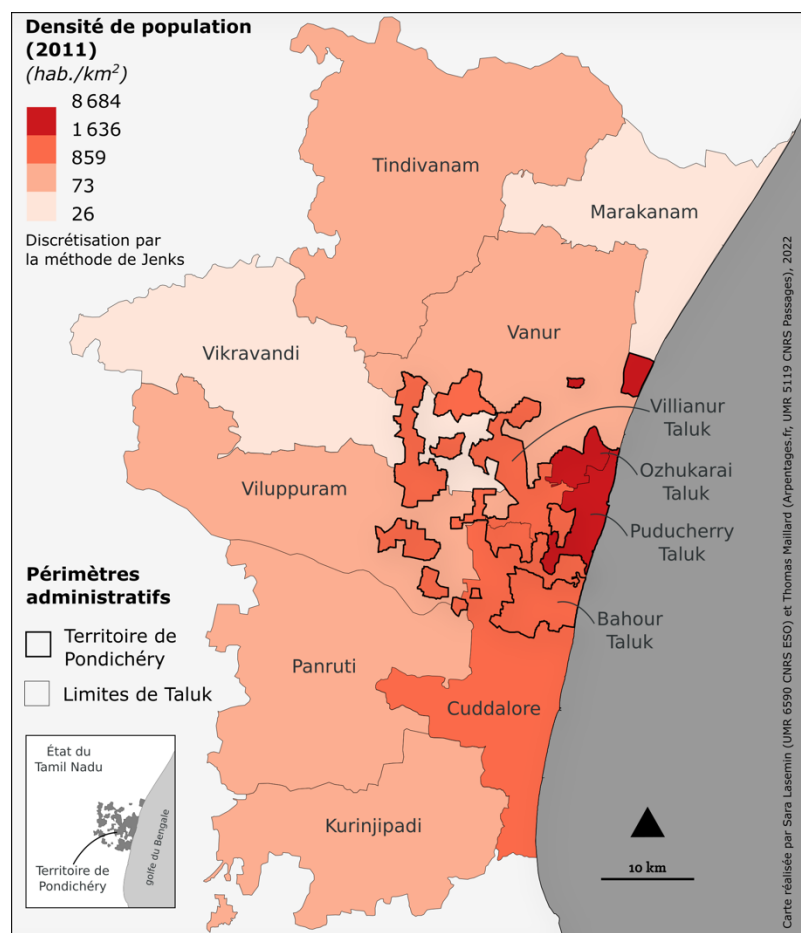 Densité de population
(2011)
(hab./km²)
8 684
1 636
859
73
26
Discrétisation par
la méthode de Jenks
Tindivanam
Marakanam
Vanur
Vikravandi
Villianur
Taluk
Ozhukarai
Taluk
Viluppuram
Puducherry
Taluk
Bahour
Taluk
Périmètres
administratifs
Territoire de
Pondichéry
Limites de Taluk
Panruti
Cuddalore
Kurinjipadi
État du
Tamil Nadu
golfe du Bengale
Territoire de
Pondichéry
10 km
Carte réalisée par Sara Lasemin (UMR 6590 CNRS ESO) et Thomas Maillard (Arpentages.fr, UMR 5119 CNRS Passages), 2022